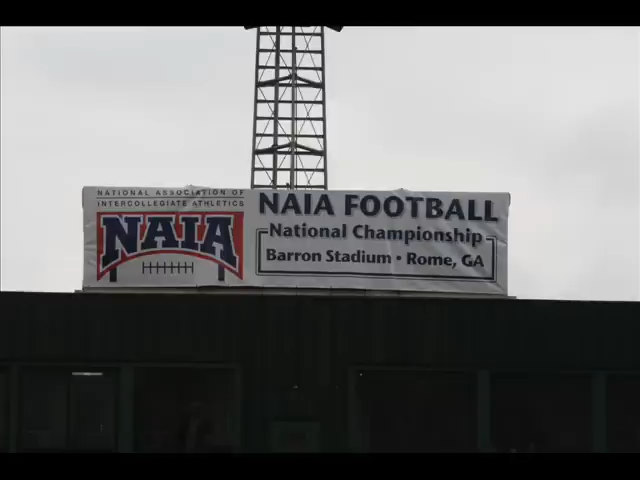 NATIONAL ASSOCIATION OF
INTERCOLLEGIATE ATHLETICS
NAIA
NAIA FOOTBALL
National Championship
Barron Stadium • Rome, GA